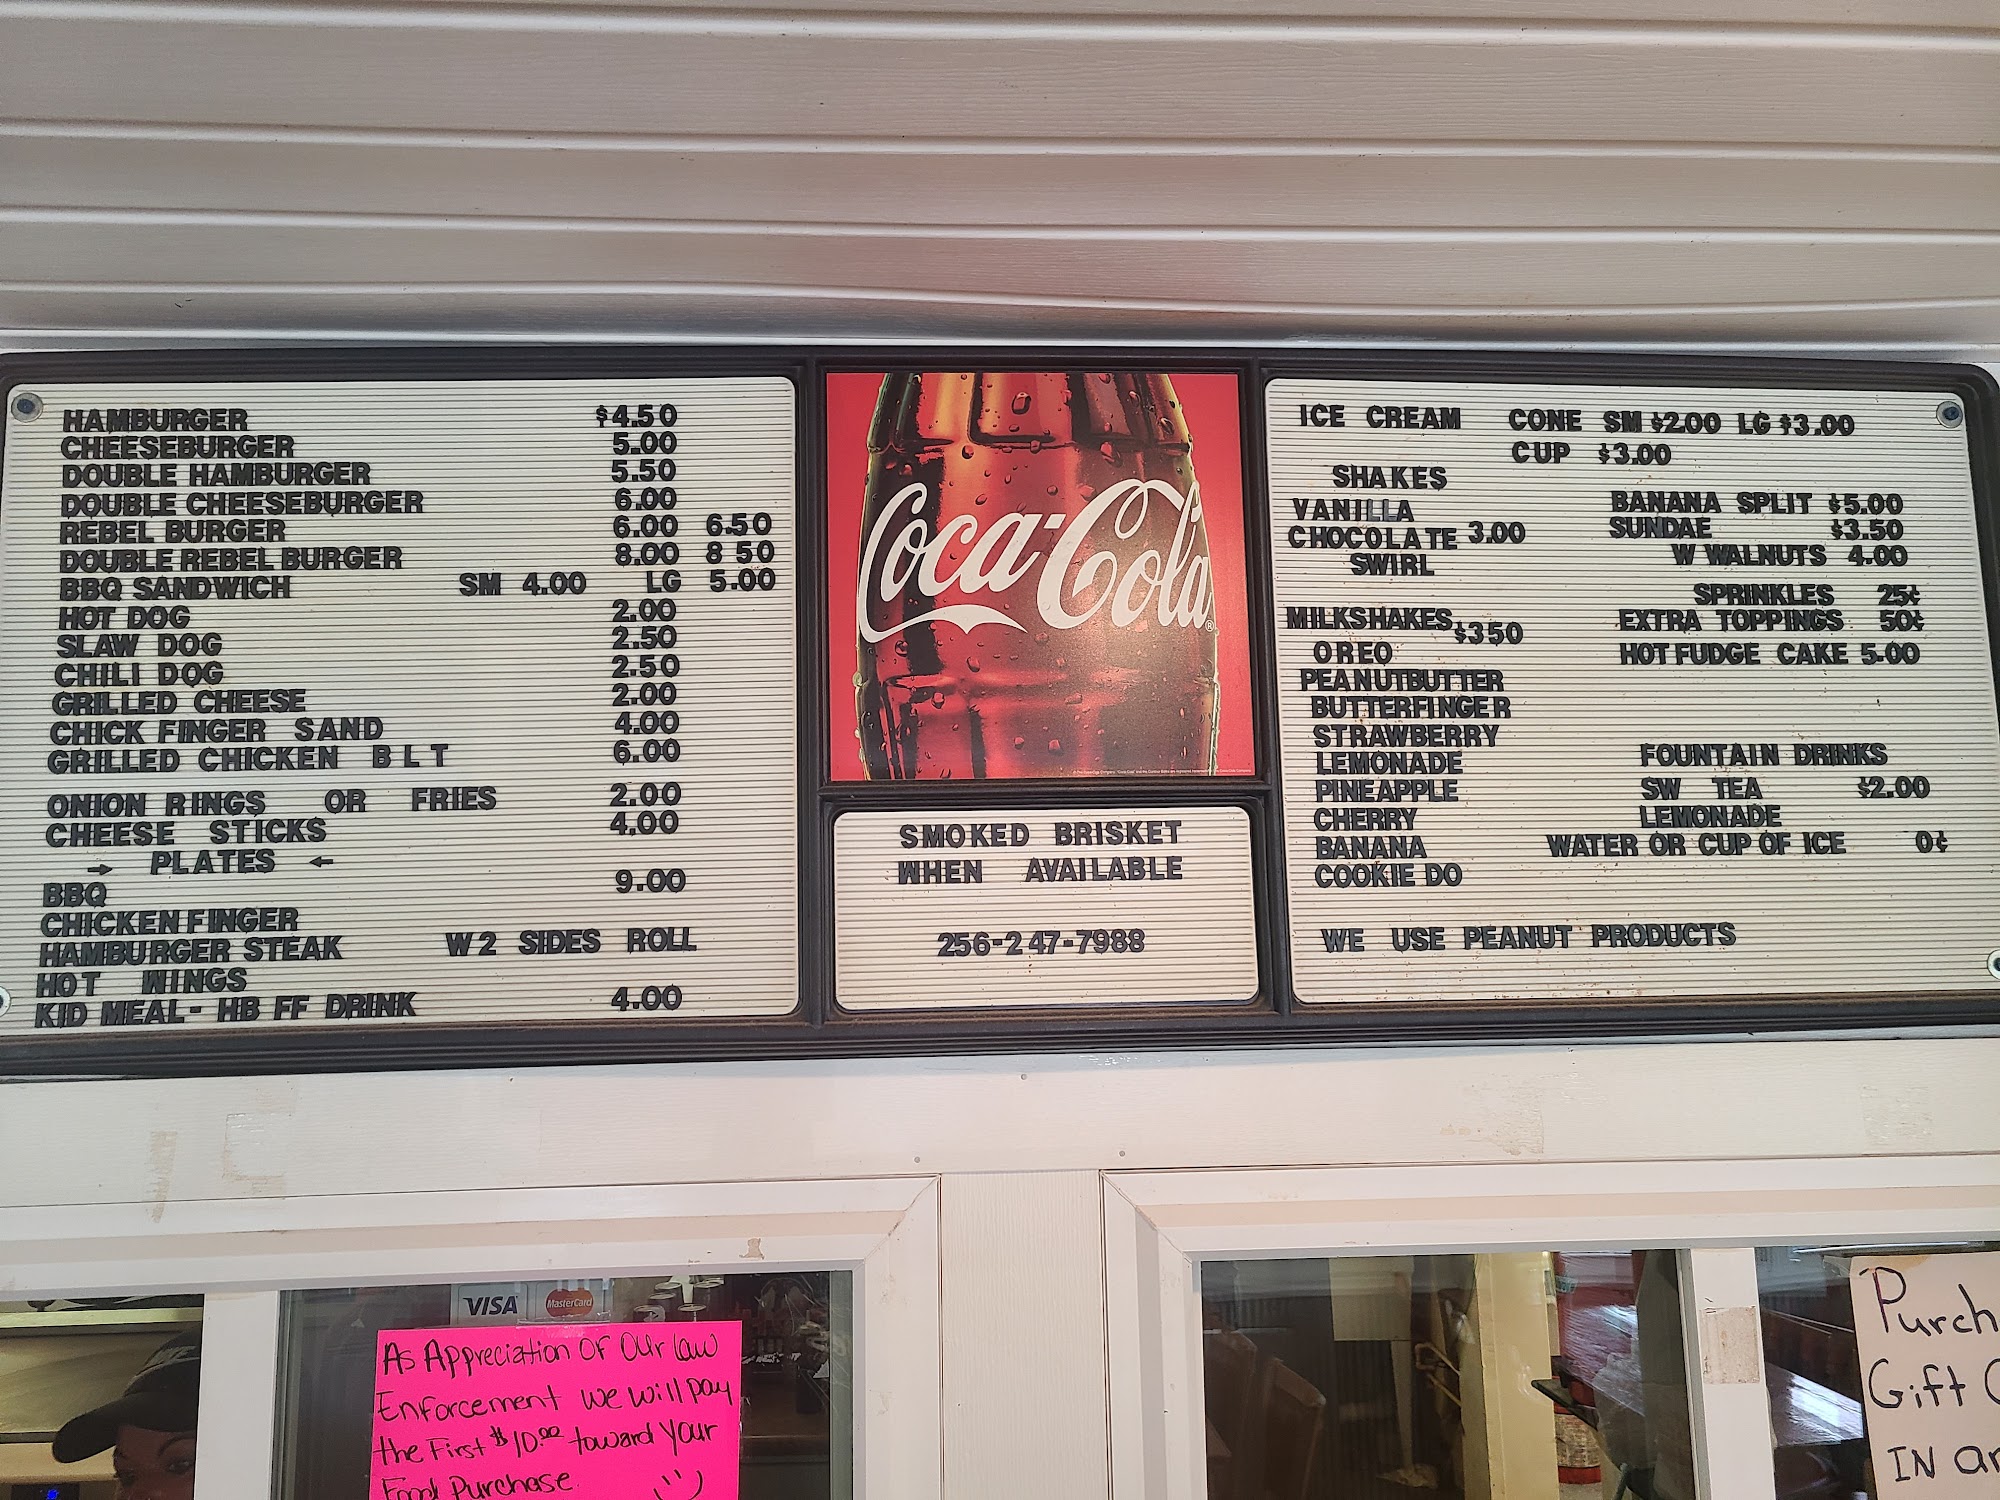 HAMBURGER $4.50
CHEESEBURGER 5.00
DOUBLE HAMBURGER 5.50
DOUBLE CHEESEBURGER 6.00
REBEL BURGER 6.00 6.50
DOUBLE REBEL BURGER 8.00 8 50
BBQ SANDWICH SM 4.00 LG 5.00
HOT DOG 2.00
SLAW DOG 2.50
CHILI DOG 2.50
GRILLED CHEESE 2.00
CHICK FINGER SAND 4.00
GRILLED CHICKEN B L T 6.00
ONION RINGS OR FRIES 2.00
CHEESE STICKS 4.00
→ PLATES ←
BBQ 9.00
CHICKEN FINGER
HAMBURGER STEAK W 2 SIDES ROLL
HOT WINGS
KID MEAL- HB FF DRINK 4.00
Coca-Cola®
SMOKED BRISKET
WHEN AVAILABLE
256-247-7988
ICE CREAM CONE SM $2.00 LG $3.00
CUP $3.00
SHAKES
VANILLA
CHOCOLATE 3.00
SWIRL
BANANA SPLIT $5.00
SUNDAE $3.50
W WALNUTS 4.00
SPRINKLES 25¢
EXTRA TOPPINGS 50¢
HOT FUDGE CAKE 5.00
MILKSHAKES $350
OREO
PEANUTBUTTER
BUTTERFINGER
STRAWBERRY
LEMONADE
PINEAPPLE
CHERRY
BANANA
COOKIE DO
FOUNTAIN DRINKS
SW TEA $2.00
LEMONADE
WATER OR CUP OF ICE 0¢
WE USE PEANUT PRODUCTS
VISA MasterCard
As Appreciation OF Our law
Enforcement we will pay
the First $10.00 toward Your
Food Purchase.
Purch
Gift
IN